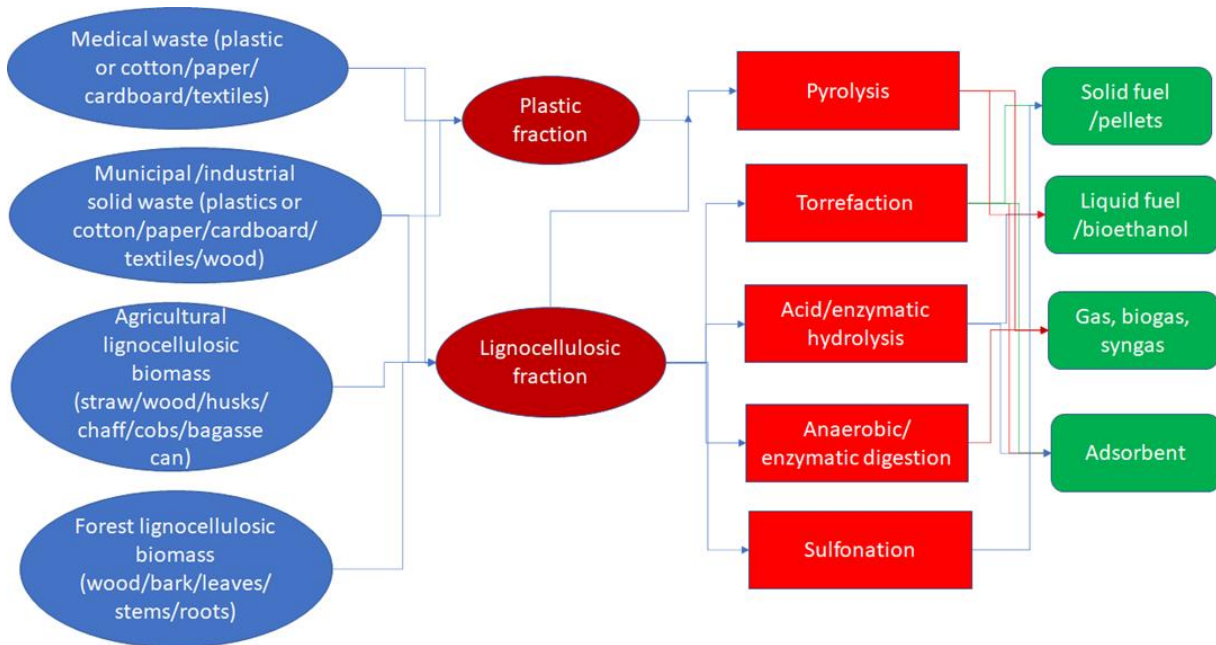 Medical waste (plastic
or cotton/paper/
cardboard/textiles)
Municipal /industrial
solid waste (plastics or
cotton/paper/cardboard/
textiles/wood)
Agricultural
lignocellulosic
biomass
(straw/wood/husks/
chaff/cobs/bagasse
can)
Forest lignocellulosic
biomass
(wood/bark/leaves/
stems/roots)
Plastic
fraction
Lignocellulosic
fraction
Pyrolysis
Torrefaction
Acid/enzymatic
hydrolysis
Anaerobic/
enzymatic digestion
Sulfonation
Solid fuel
/pellets
Liquid fuel
/bioethanol
Gas, biogas,
syngas
Adsorbent